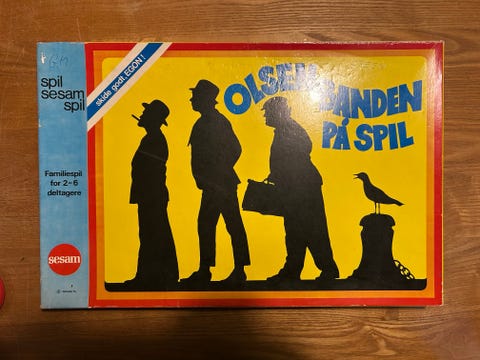 spil
sesam
spil
skide godt, EGON!
OLSEN BANDEN
PÅ SPIL
Familiespil
for 2-6
deltagere
sesam